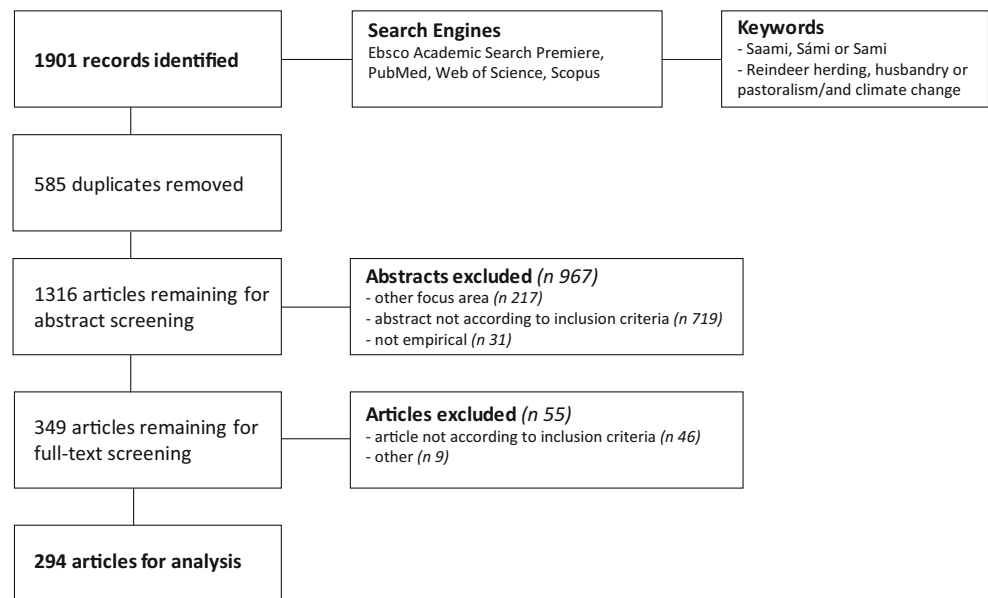 1901 records identified
Search Engines
Ebsco Academic Search Premiere,
PubMed, Web of Science, Scopus
Keywords
- Saami, Sámi or Sami
- Reindeer herding, husbandry or
pastoralism/and climate change
585 duplicates removed
1316 articles remaining for
abstract screening
Abstracts excluded (n 967)
- other focus area (n 217)
- abstract not according to inclusion criteria (n 719)
- not empirical (n 31)
349 articles remaining for
full-text screening
Articles excluded (n 55)
- article not according to inclusion criteria (n 46)
- other (n 9)
294 articles for analysis